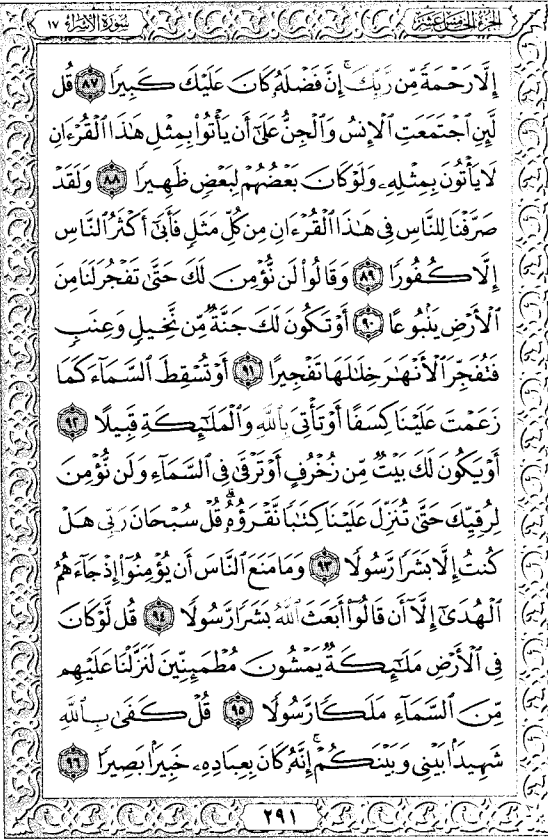 سورة الإسراء ١٧
الجزء الخامس عشر
إِلَّا رَحْمَةً مِّن رَّبِّكَ ۚ إِنَّ فَضْلَهُۥ كَانَ عَلَيْكَ كَبِيرًا ٨٧ قُل
لَّئِنِ ٱجْتَمَعَتِ ٱلْإِنسُ وَٱلْجِنُّ عَلَىٰٓ أَن يَأْتُوا۟ بِمِثْلِ هَـٰذَا ٱلْقُرْءَانِ
لَا يَأْتُونَ بِمِثْلِهِۦ وَلَوْ كَانَ بَعْضُهُمْ لِبَعْضٍ ظَهِيرًا ٨٨ وَلَقَدْ
صَرَّفْنَا لِلنَّاسِ فِى هَـٰذَا ٱلْقُرْءَانِ مِن كُلِّ مَثَلٍ فَأَبَىٰٓ أَكْثَرُ ٱلنَّاسِ
إِلَّا كُفُورًا ٨٩ وَقَالُوا۟ لَن نُّؤْمِنَ لَكَ حَتَّىٰ تَفْجُرَ لَنَا مِنَ
ٱلْأَرْضِ يَنۢبُوعًا ٩٠ أَوْ تَكُونَ لَكَ جَنَّةٌ مِّن نَّخِيلٍ وَعِنَبٍ
فَتُفَجِّرَ ٱلْأَنْهَـٰرَ خِلَـٰلَهَا تَفْجِيرًا ٩١ أَوْ تُسْقِطَ ٱلسَّمَآءَ كَمَا
زَعَمْتَ عَلَيْنَا كِسَفًا أَوْ تَأْتِىَ بِٱللَّهِ وَٱلْمَلَـٰٓئِكَةِ قَبِيلًا ٩٢
أَوْ يَكُونَ لَكَ بَيْتٌ مِّن زُخْرُفٍ أَوْ تَرْقَىٰ فِى ٱلسَّمَآءِ وَلَن نُّؤْمِنَ
لِرُقِيِّكَ حَتَّىٰ تُنَزِّلَ عَلَيْنَا كِتَـٰبًا نَّقْرَؤُهُۥ ۗ قُلْ سُبْحَانَ رَبِّى هَلْ
كُنتُ إِلَّا بَشَرًا رَّسُولًا ٩٣ وَمَا مَنَعَ ٱلنَّاسَ أَن يُؤْمِنُوٓا۟ إِذْ جَآءَهُمُ
ٱلْهُدَىٰٓ إِلَّآ أَن قَالُوٓا۟ أَبَعَثَ ٱللَّهُ بَشَرًا رَّسُولًا ٩٤ قُل لَّوْ كَانَ
فِى ٱلْأَرْضِ مَلَـٰٓئِكَةٌ يَمْشُونَ مُطْمَئِنِّينَ لَنَزَّلْنَا عَلَيْهِم
مِّنَ ٱلسَّمَآءِ مَلَكًا رَّسُولًا ٩٥ قُلْ كَفَىٰ بِٱللَّهِ
شَهِيدًۢا بَيْنِى وَبَيْنَكُمْ ۚ إِنَّهُۥ كَانَ بِعِبَادِهِۦ خَبِيرًۢا بَصِيرًا ٩٦
٢٩١